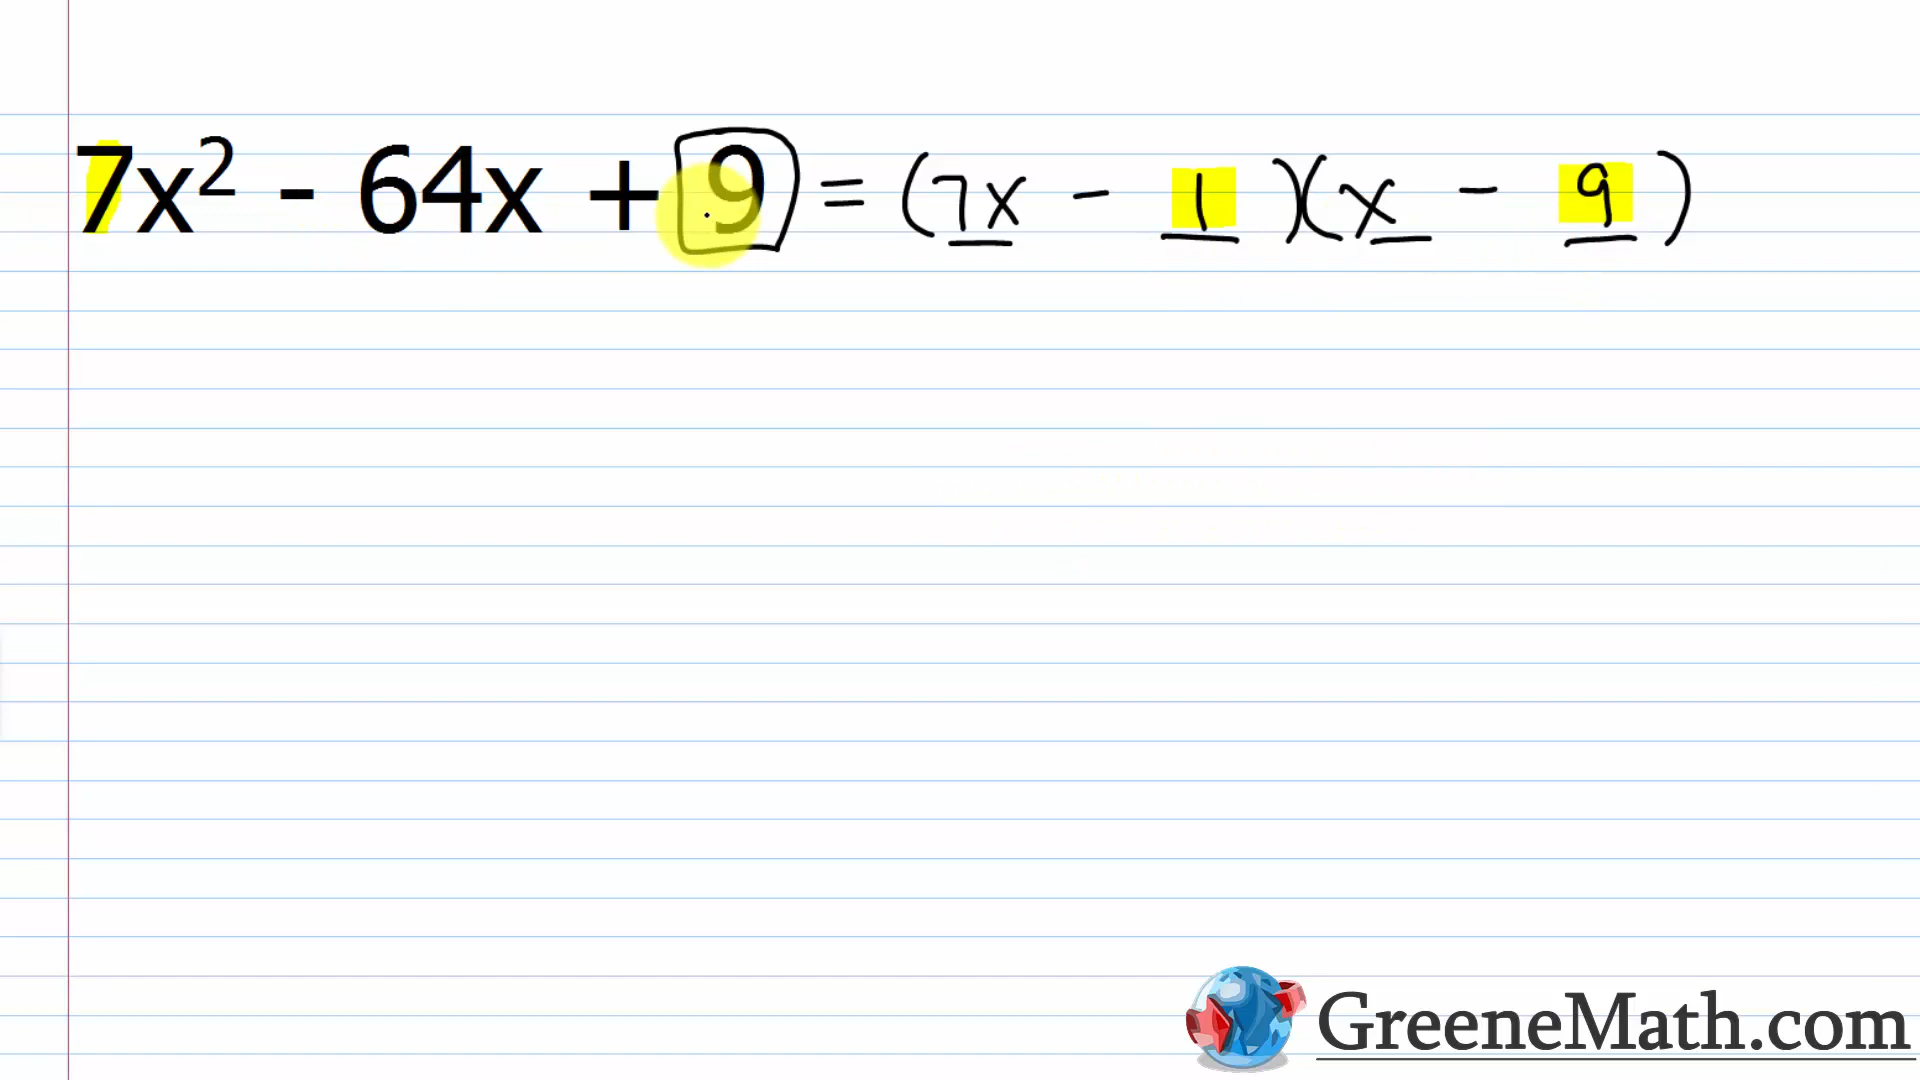 7x² - 64x + 9 = (7x - 1)(x - 9)
GreeneMath.com